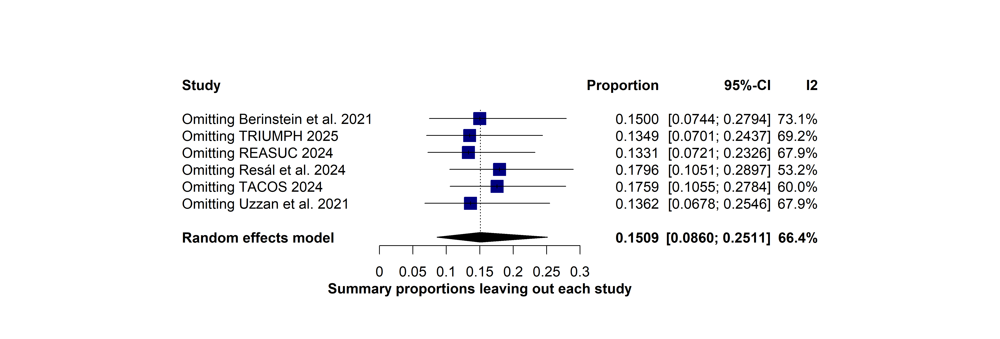 Study Proportion 95%-CI I2
Omitting Berinstein et al. 2021 0.1500 [0.0744; 0.2794] 73.1%
Omitting TRIUMPH 2025 0.1349 [0.0701; 0.2437] 69.2%
Omitting REASUC 2024 0.1331 [0.0721; 0.2326] 67.9%
Omitting Resál et al. 2024 0.1796 [0.1051; 0.2897] 53.2%
Omitting TACOS 2024 0.1759 [0.1055; 0.2784] 60.0%
Omitting Uzzan et al. 2021 0.1362 [0.0678; 0.2546] 67.9%
Random effects model 0.1509 [0.0860; 0.2511] 66.4%
0 0.05 0.1 0.15 0.2 0.25 0.3
Summary proportions leaving out each study